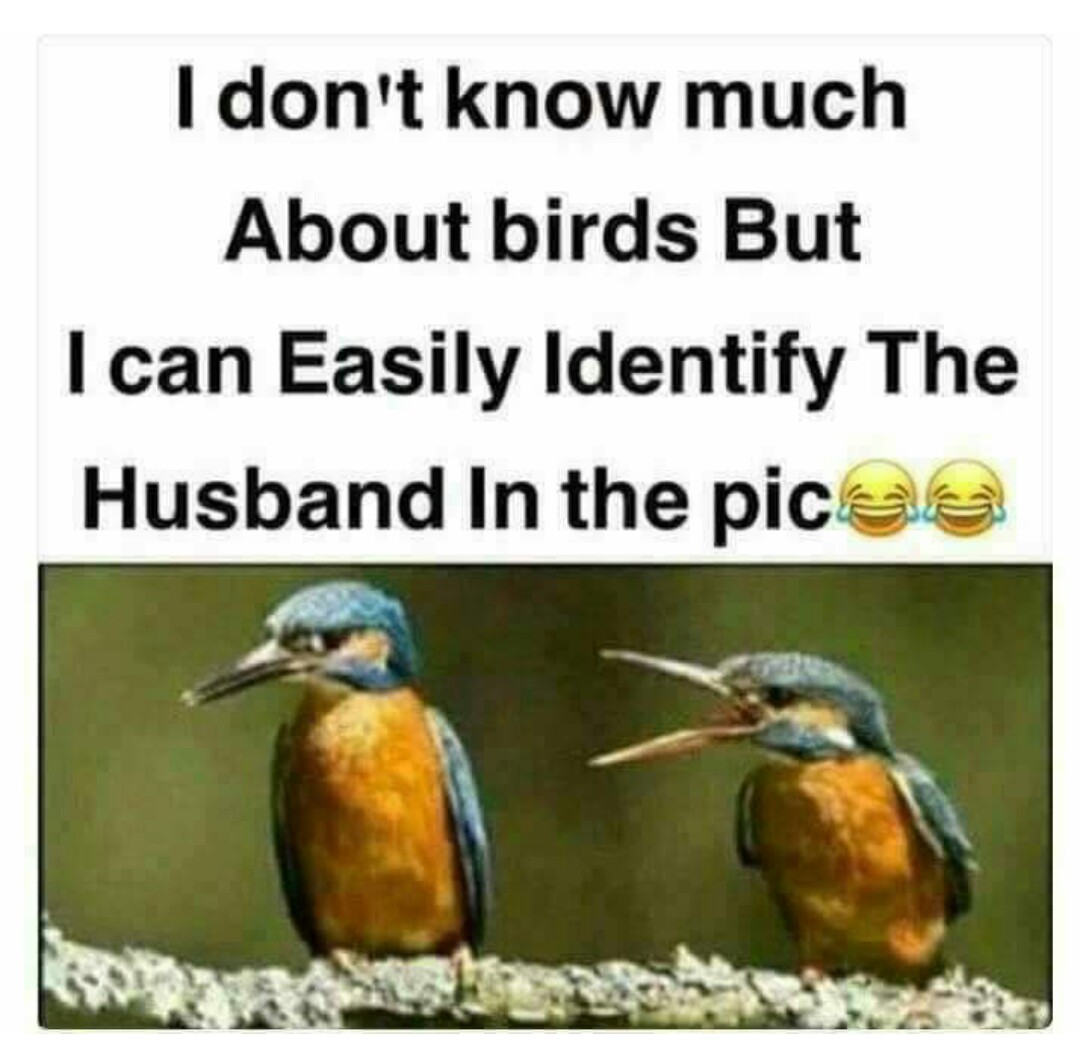 I don't know much
About birds But
I can Easily Identify The
Husband In the pic😂😂